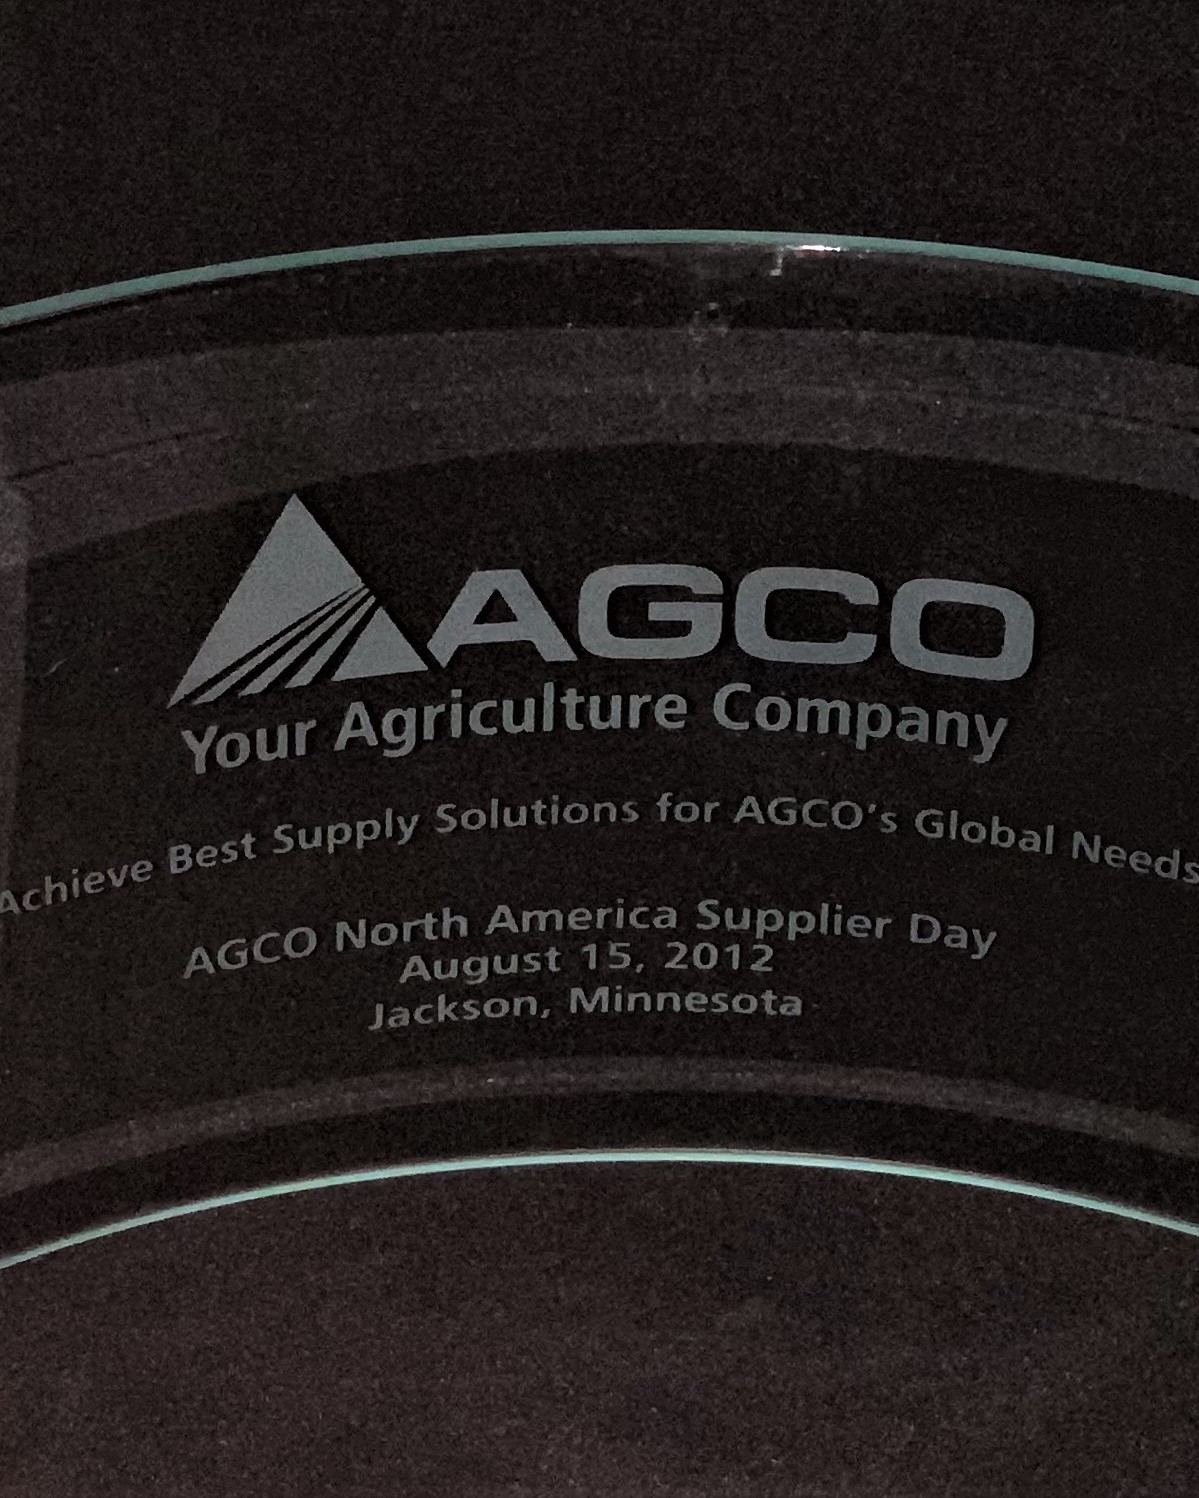 AGCO
Your Agriculture Company
Achieve Best Supply Solutions for AGCO's Global Needs
AGCO North America Supplier Day
August 15, 2012
Jackson, Minnesota